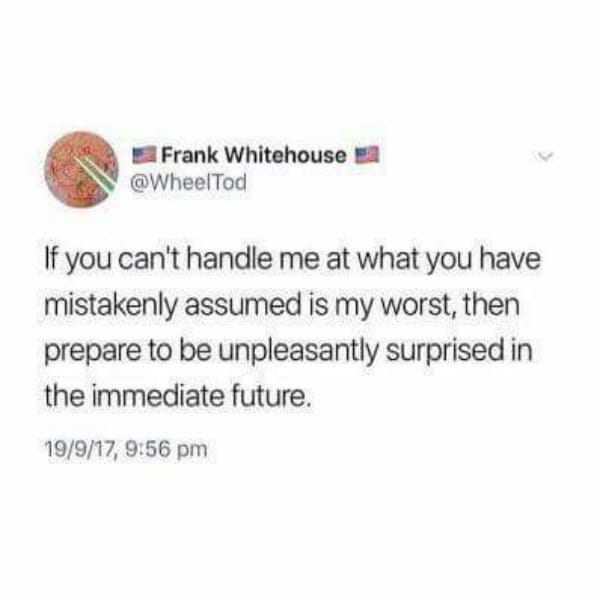 🇺🇸 Frank Whitehouse 🇺🇸
@WheelTod
If you can't handle me at what you have
mistakenly assumed is my worst, then
prepare to be unpleasantly surprised in
the immediate future.
19/9/17, 9:56 pm